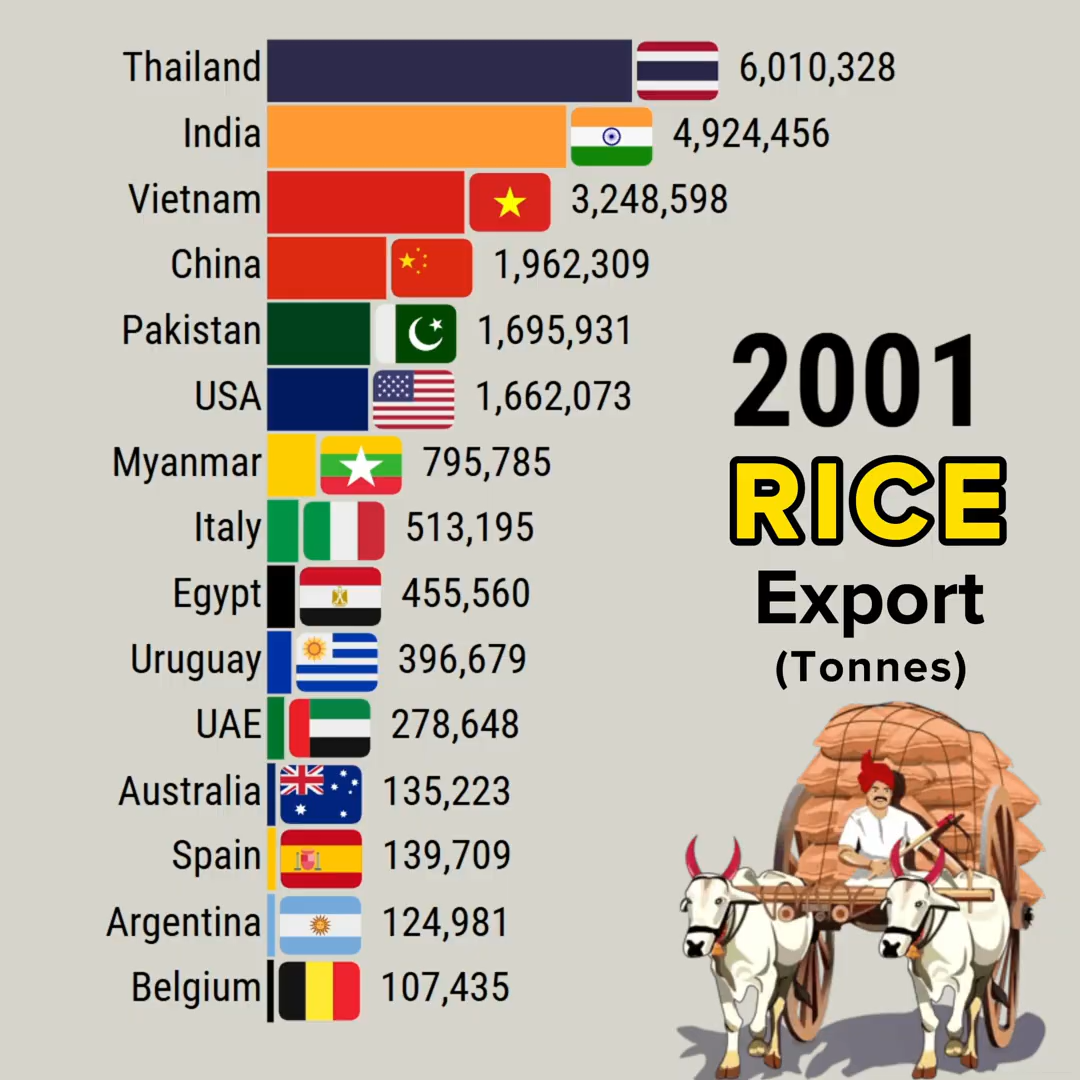 Thailand 6,010,328
India 4,924,456
Vietnam 3,248,598
China 1,962,309
Pakistan 1,695,931
USA 1,662,073
Myanmar 795,785
Italy 513,195
Egypt 455,560
Uruguay 396,679
UAE 278,648
Australia 135,223
Spain 139,709
Argentina 124,981
Belgium 107,435
2001
RICE
Export
(Tonnes)